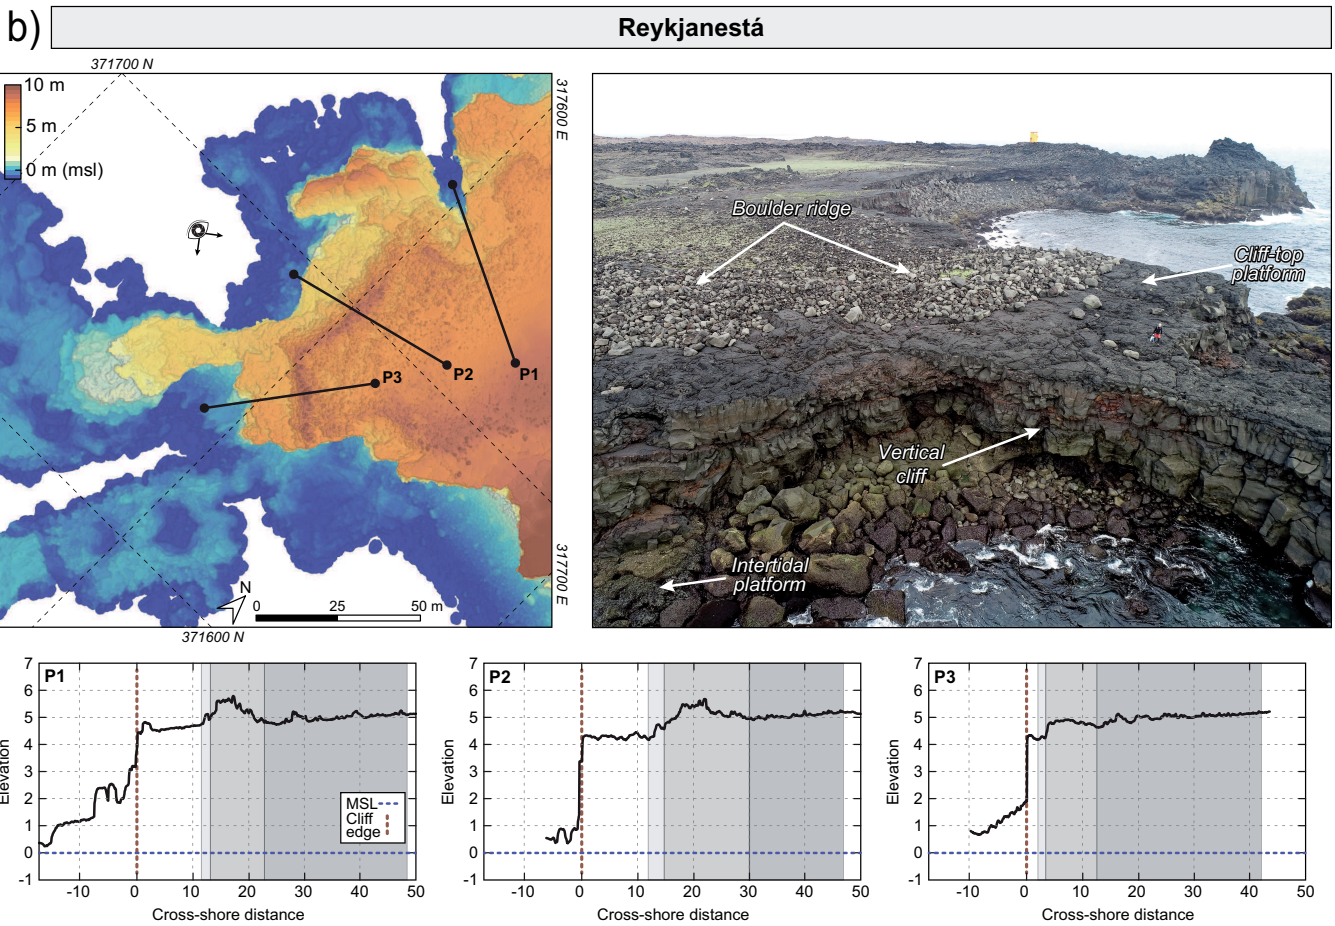 b)
Reykjanestá
371700 N
10 m
5 m
0 m (msl)
317600 E
P1
P2
P3
317700 E
N
0 25 50 m
371600 N
Boulder ridge
Cliff-top
platform
Vertical
cliff
Intertidal
platform
P1
7
6
5
4
3
2
1
0
-1
Elevation
MSL
Cliff
edge
-10 0 10 20 30 40 50
Cross-shore distance
P2
7
6
5
4
3
2
1
0
-1
Elevation
-10 0 10 20 30 40 50
Cross-shore distance
P3
7
6
5
4
3
2
1
0
-1
Elevation
-10 0 10 20 30 40 50
Cross-shore distance